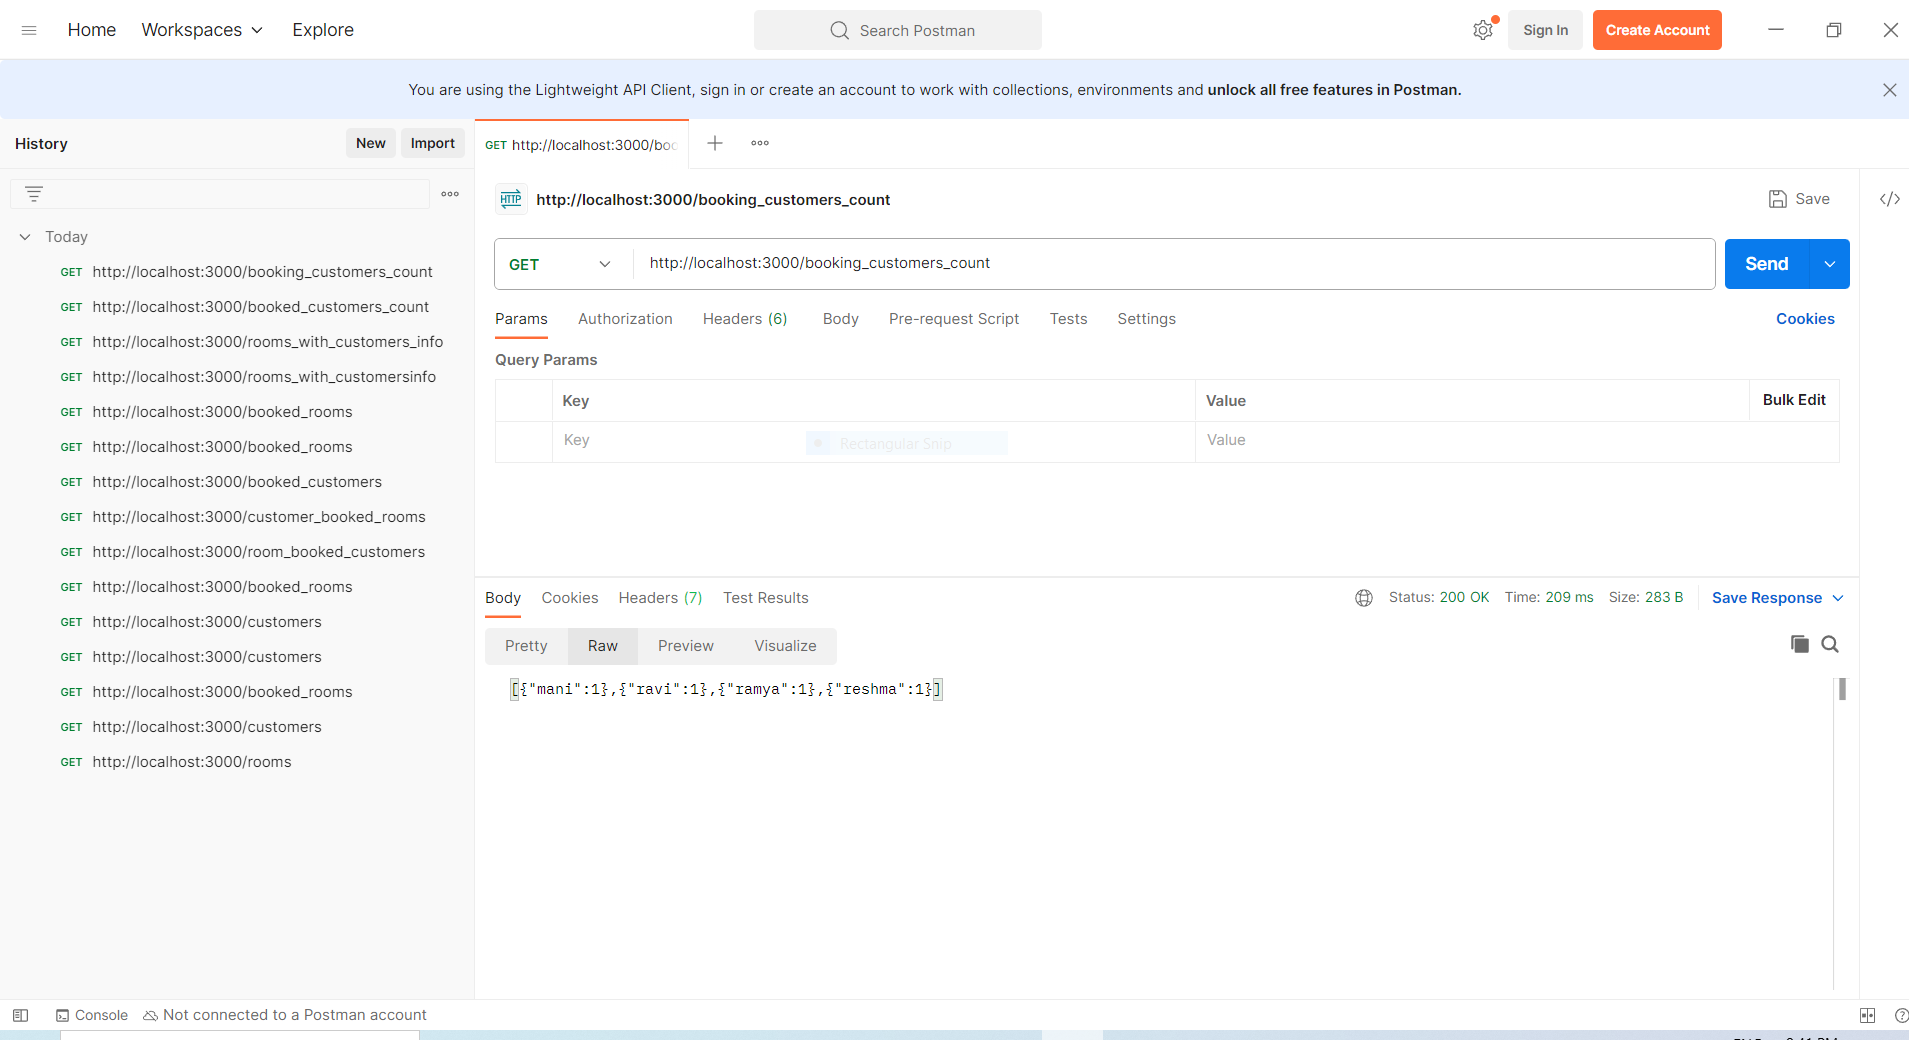 Home Workspaces Explore Search Postman Sign In Create Account
You are using the Lightweight API Client, sign in or create an account to work with collections, environments and unlock all free features in Postman.
History New Import
GET http://localhost:3000/boo
HTTP http://localhost:3000/booking_customers_count Save </>
Today
GET http://localhost:3000/booking_customers_count
GET http://localhost:3000/booked_customers_count
GET http://localhost:3000/rooms_with_customers_info
GET http://localhost:3000/rooms_with_customersinfo
GET http://localhost:3000/booked_rooms
GET http://localhost:3000/booked_rooms
GET http://localhost:3000/booked_customers
GET http://localhost:3000/customer_booked_rooms
GET http://localhost:3000/room_booked_customers
GET http://localhost:3000/booked_rooms
GET http://localhost:3000/customers
GET http://localhost:3000/customers
GET http://localhost:3000/booked_rooms
GET http://localhost:3000/customers
GET http://localhost:3000/rooms
GET http://localhost:3000/booking_customers_count Send
Params Authorization Headers (6) Body Pre-request Script Tests Settings Cookies
Query Params
Key Value Bulk Edit
Key Rectangular Snip Value
Body Cookies Headers (7) Test Results Status: 200 OK Time: 209 ms Size: 283 B Save Response
Pretty Raw Preview Visualize
[{"mani":1},{"ravi":1},{"ramya":1},{"reshma":1}]
Console Not connected to a Postman account